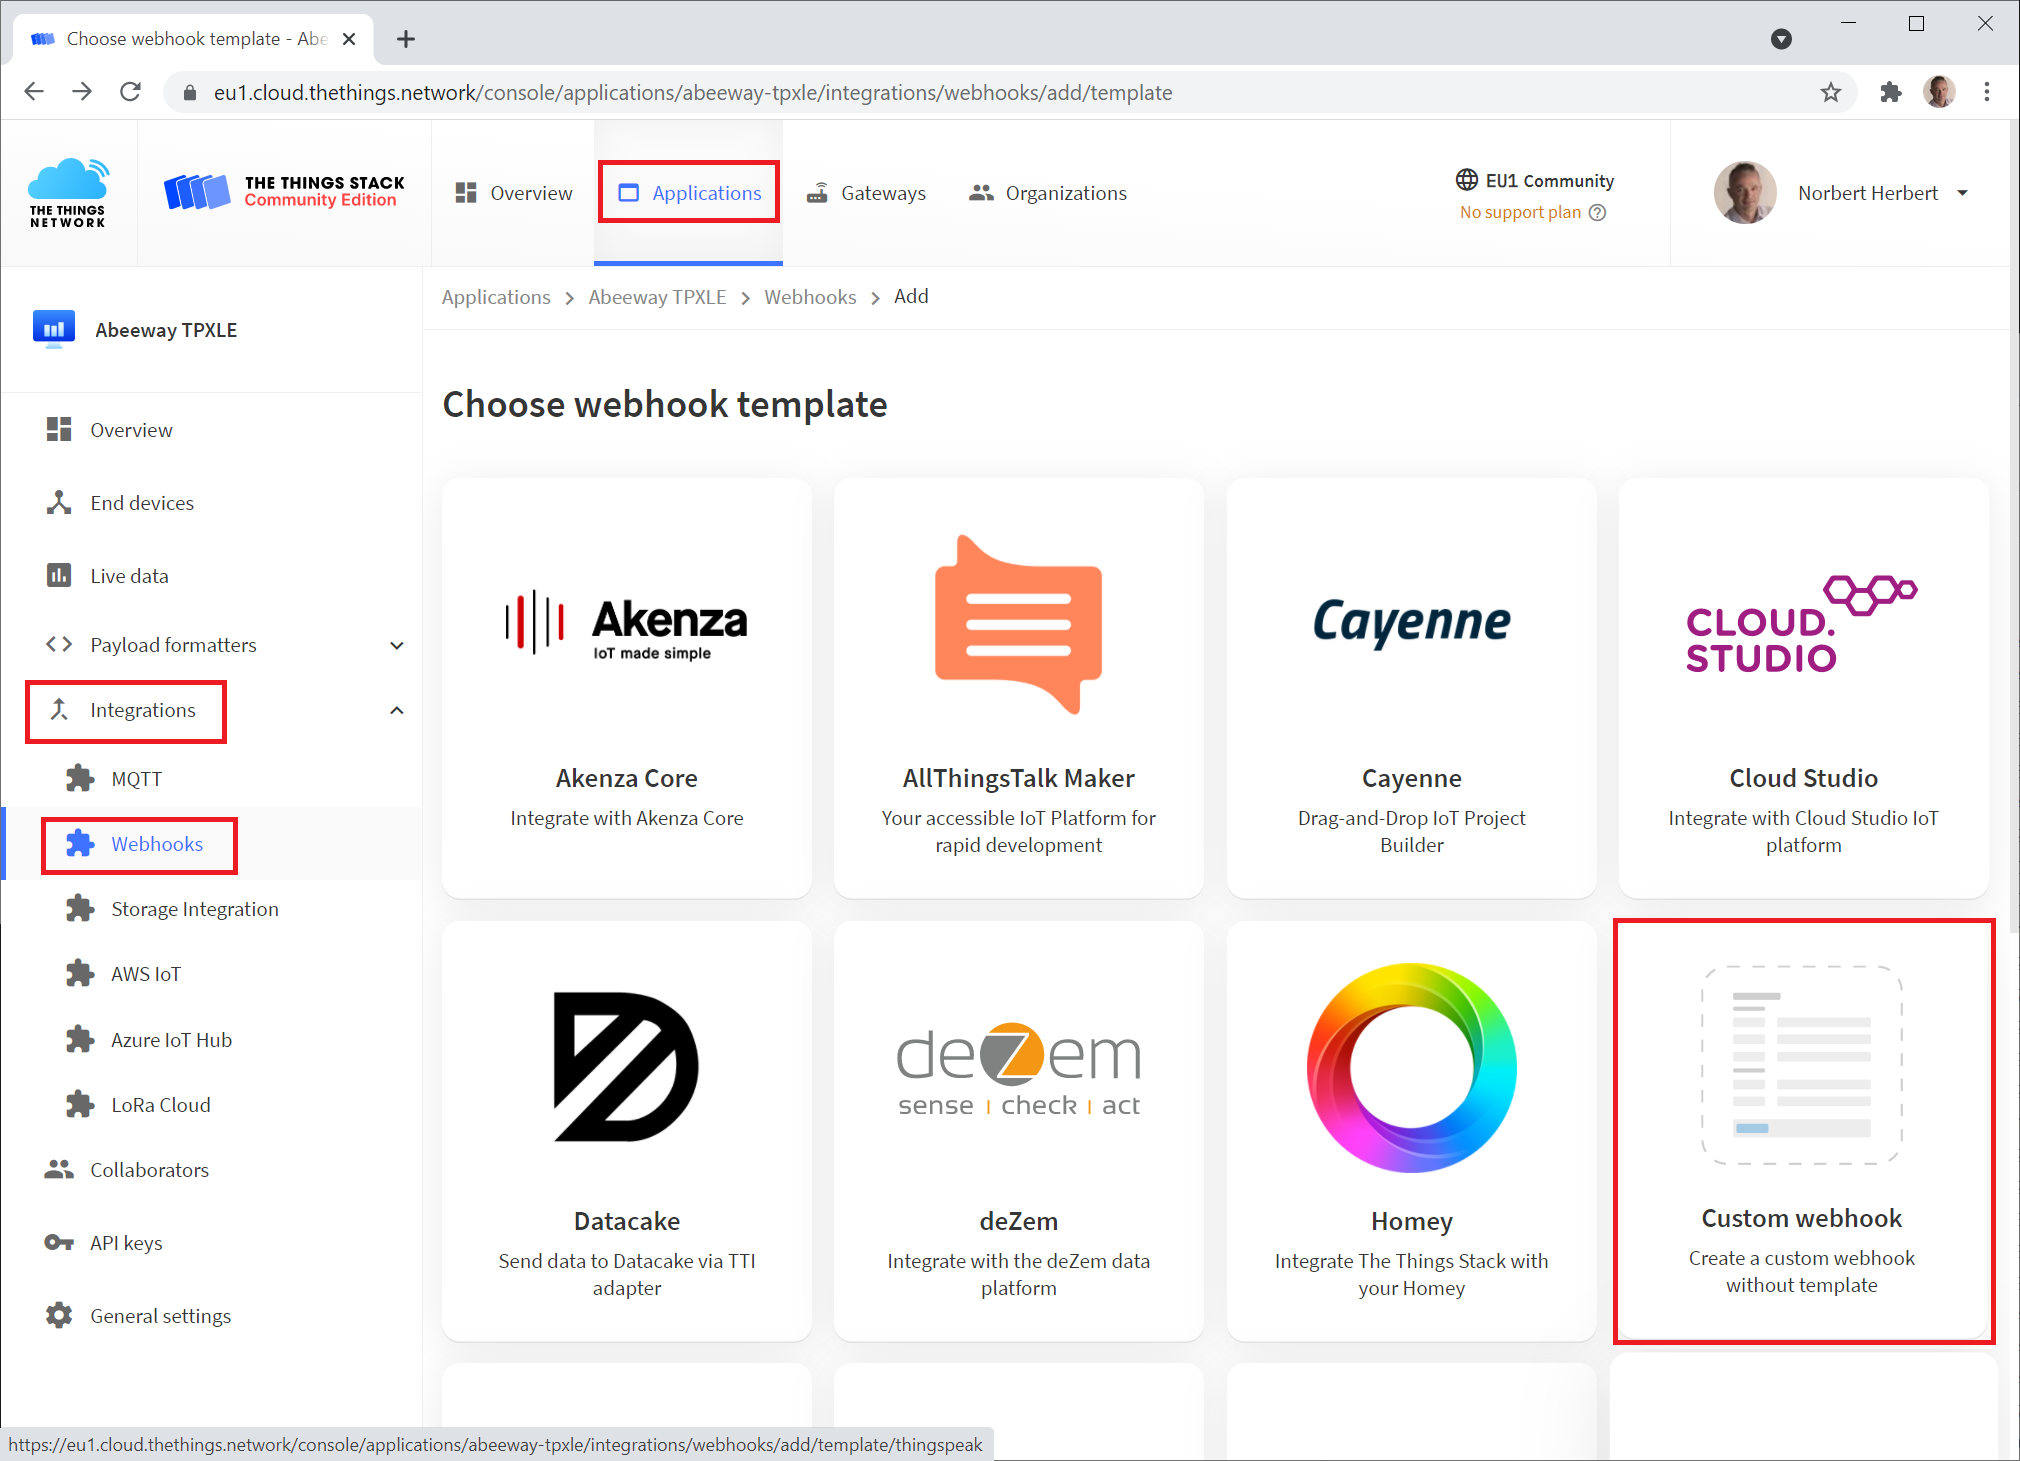 Choose webhook template - Abe
eu1.cloud.thethings.network/console/applications/abeeway-tpxle/integrations/webhooks/add/template
THE THINGS
NETWORK
THE THINGS STACK
Community Edition
Overview
Applications
Gateways
Organizations
EU1 Community
No support plan
Norbert Herbert
Applications
Abeeway TPXLE
Webhooks
Add
Abeeway TPXLE
Overview
End devices
Live data
Payload formatters
Integrations
MQTT
Webhooks
Storage Integration
AWS IoT
Azure IoT Hub
LoRa Cloud
Collaborators
API keys
General settings
Choose webhook template
Akenza
IoT made simple
Akenza Core
Integrate with Akenza Core
AllThingsTalk Maker
Your accessible IoT Platform for
rapid development
Cayenne
Cayenne
Drag-and-Drop IoT Project
Builder
CLOUD.
STUDIO
Cloud Studio
Integrate with Cloud Studio IoT
platform
Datacake
Send data to Datacake via TTI
adapter
deZem
sense | check | act
deZem
Integrate with the deZem data
platform
Homey
Integrate The Things Stack with
your Homey
Custom webhook
Create a custom webhook
without template
https://eu1.cloud.thethings.network/console/applications/abeeway-tpxle/integrations/webhooks/add/template/thingspeak